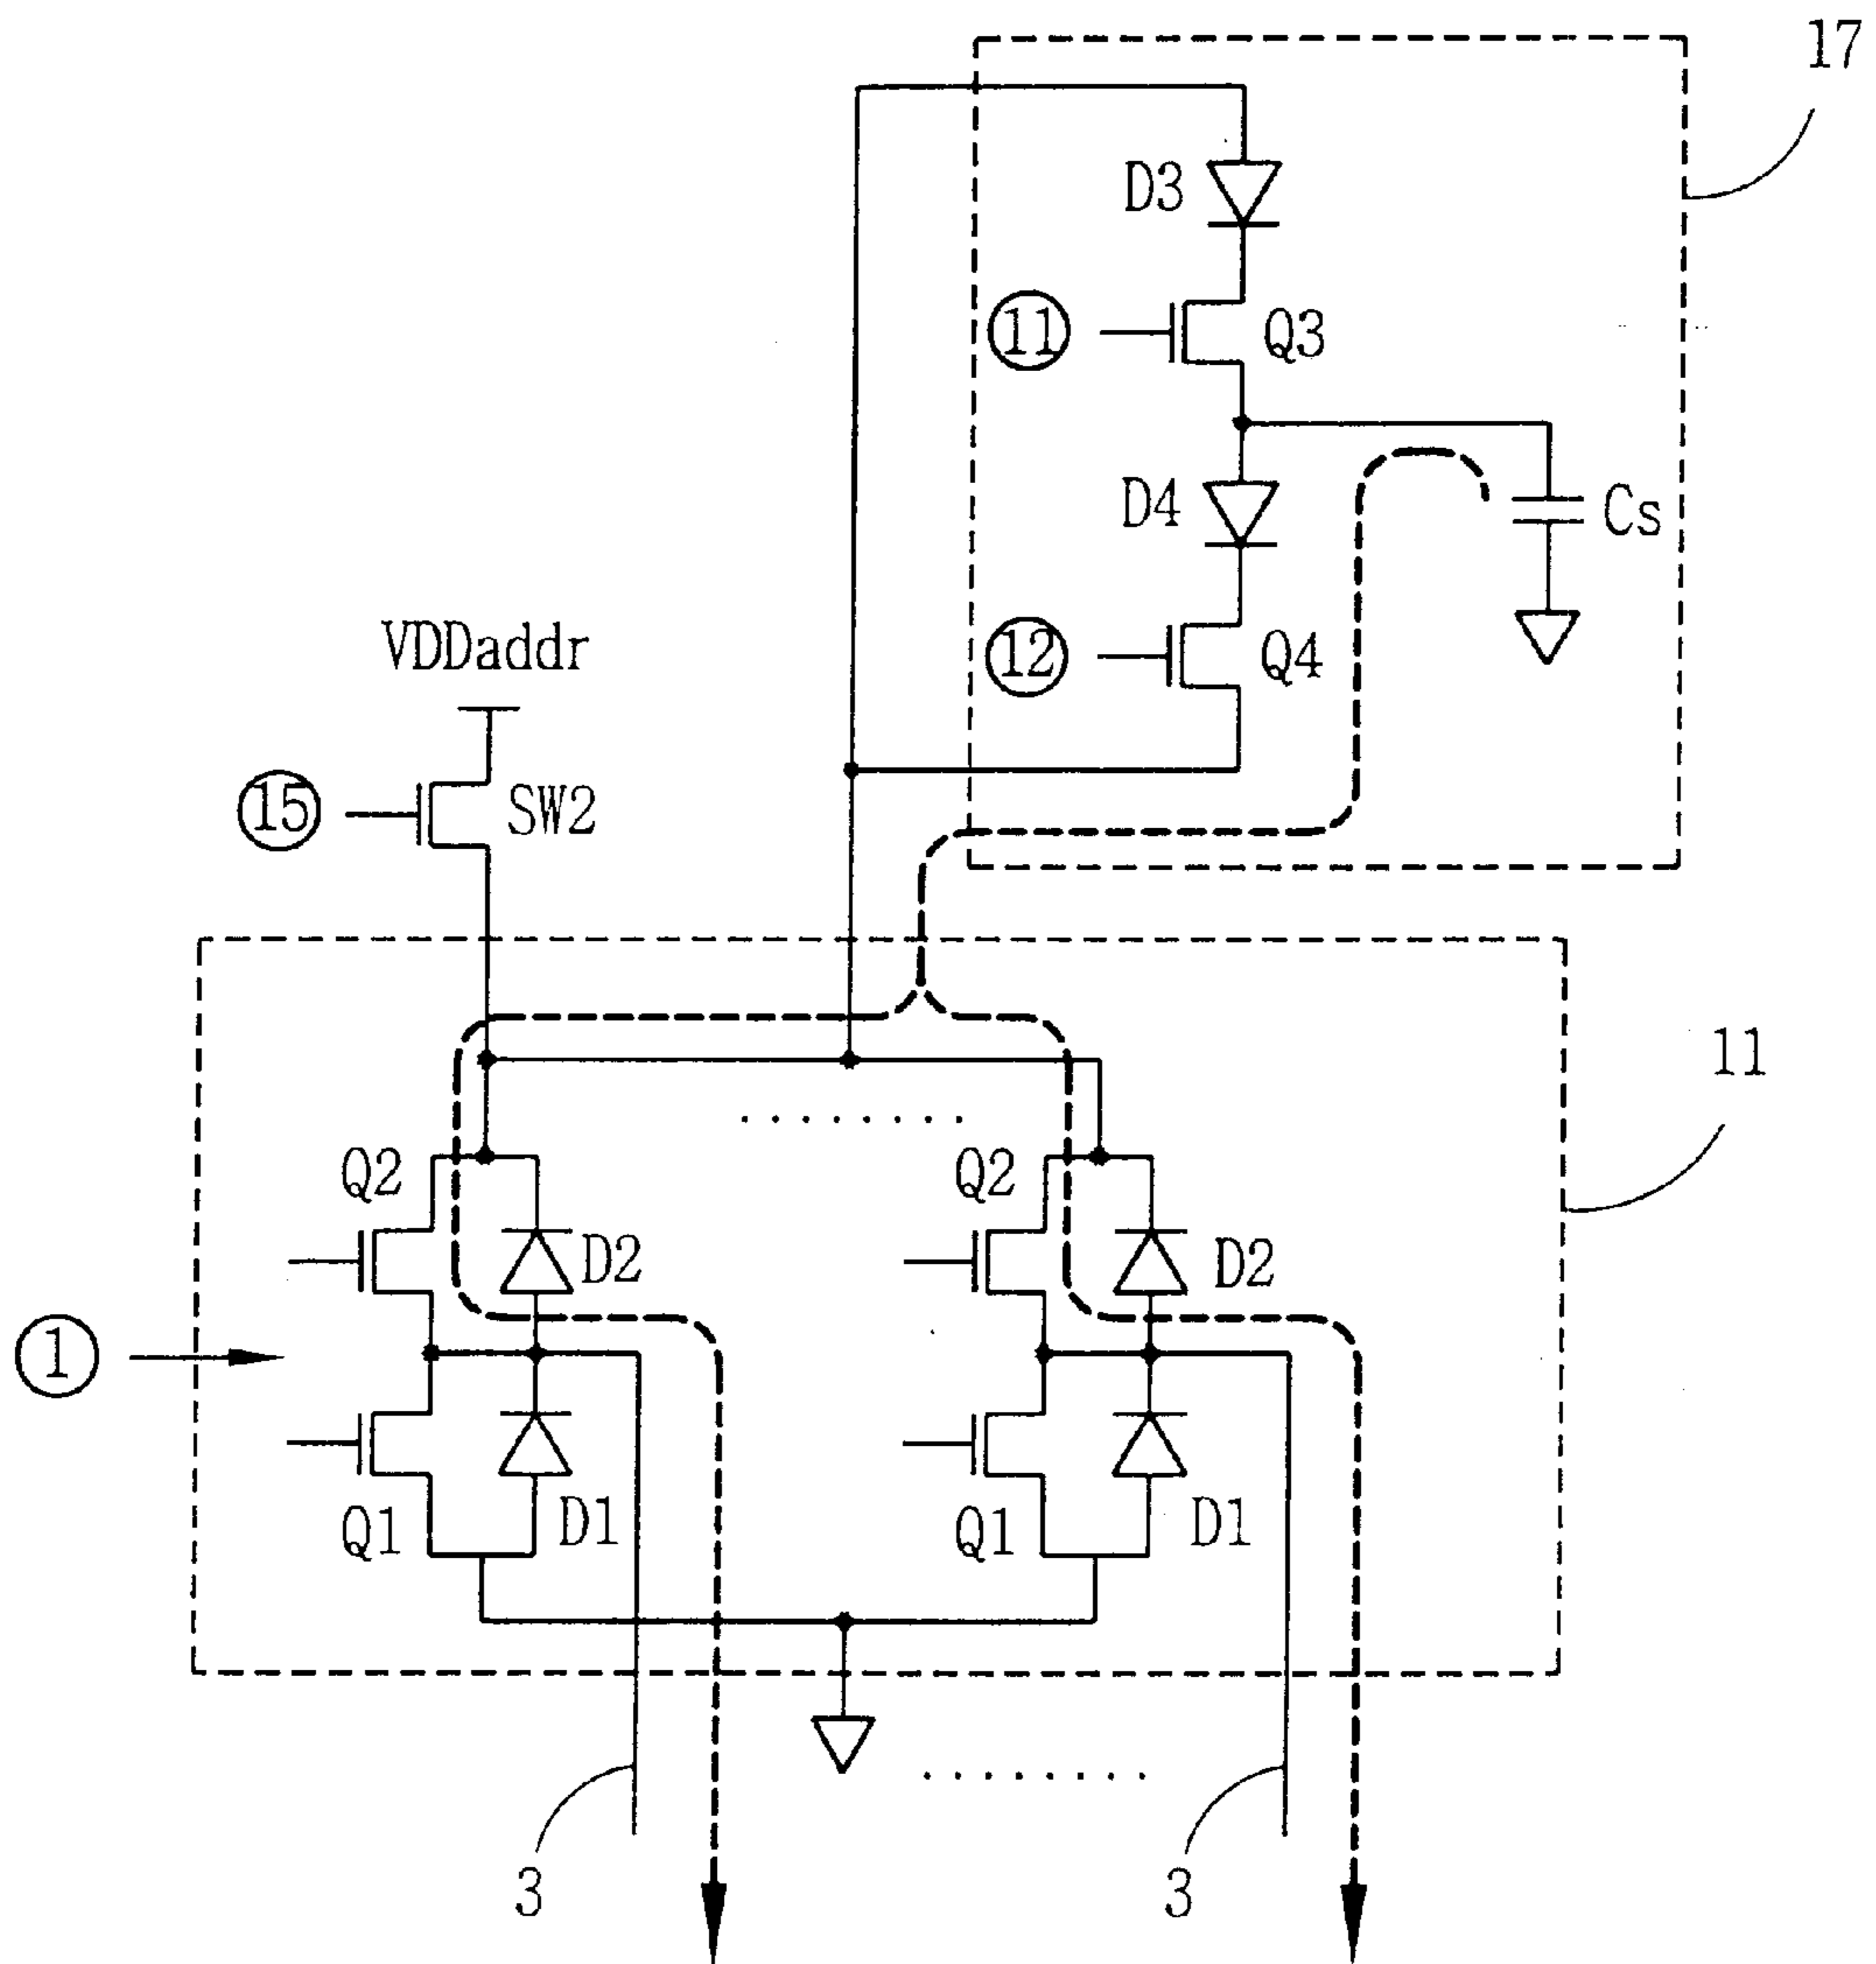 17
D3
⑪
Q3
D4
Cs
⑫
Q4
VDDaddr
⑮
SW2
11
Q2
D2
Q2
D2
①
Q1
D1
Q1
D1
3
3